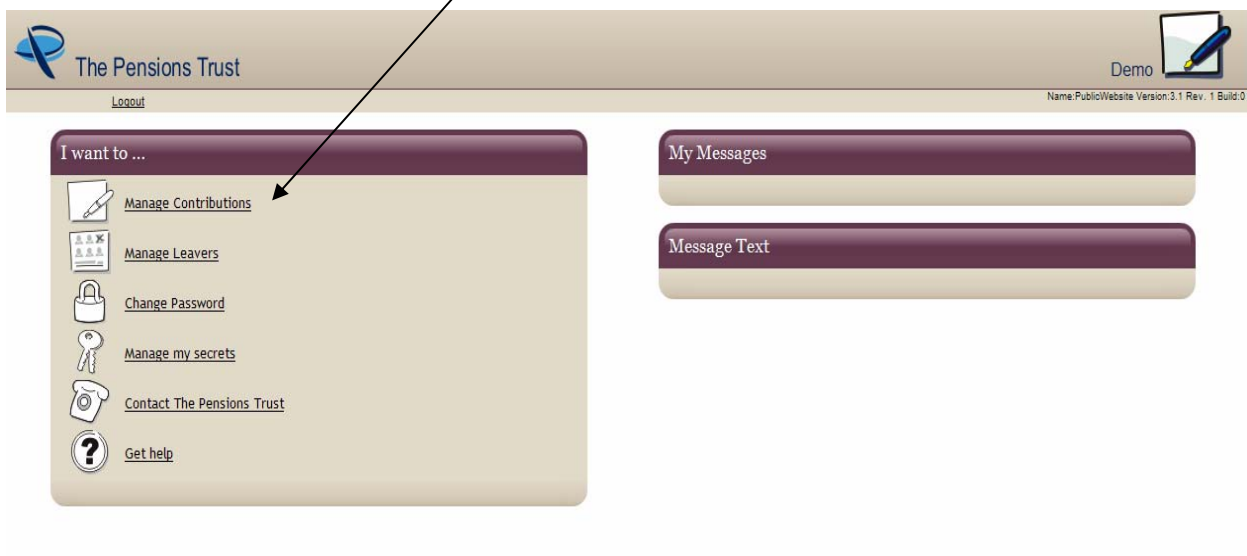 The Pensions Trust
Demo
Logout
Name:PublicWebsite Version:3.1 Rev. 1 Build:0
I want to ...
Manage Contributions
Manage Leavers
Change Password
Manage my secrets
Contact The Pensions Trust
Get help
My Messages
Message Text